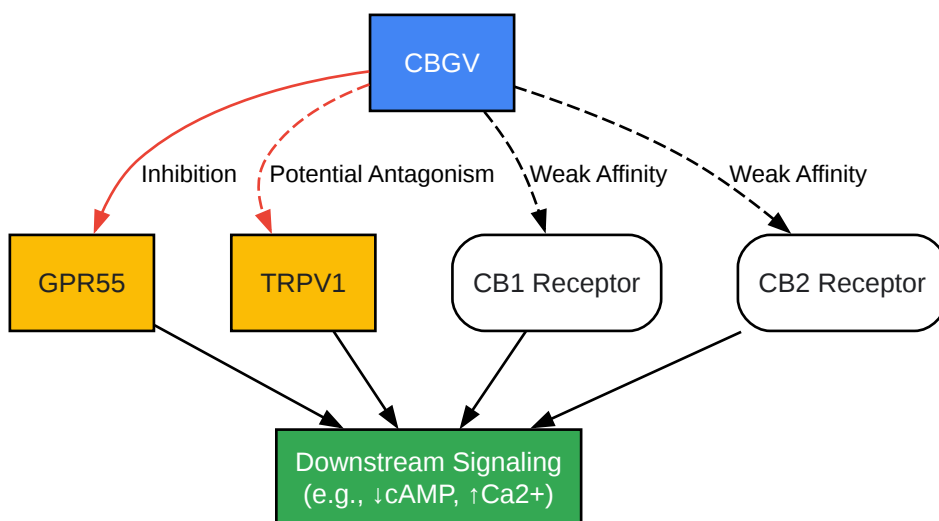 CBGV
Inhibition
Potential Antagonism
Weak Affinity
Weak Affinity
GPR55
TRPV1
CB1 Receptor
CB2 Receptor
Downstream Signaling
(e.g., ↓cAMP, ↑Ca2+)